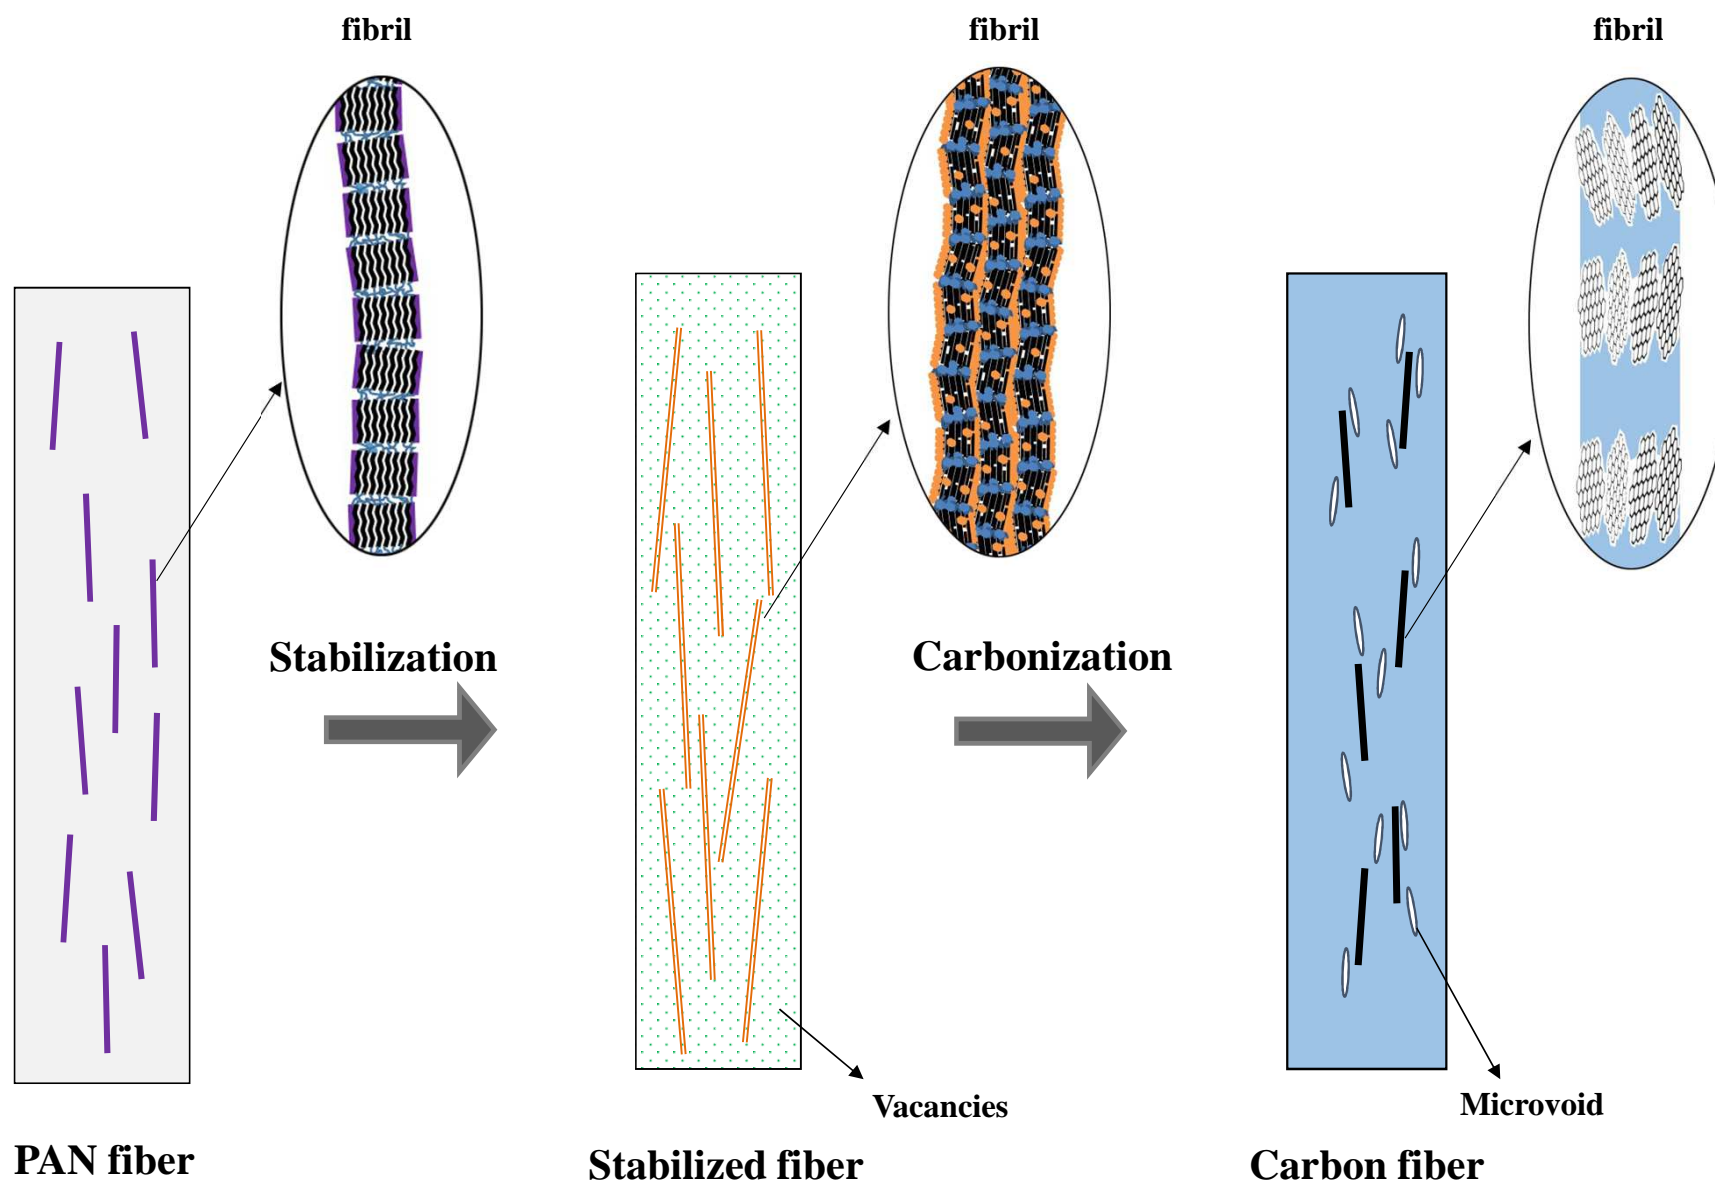 fibril
fibril
fibril
Stabilization
Carbonization
Vacancies
Microvoid
PAN fiber
Stabilized fiber
Carbon fiber